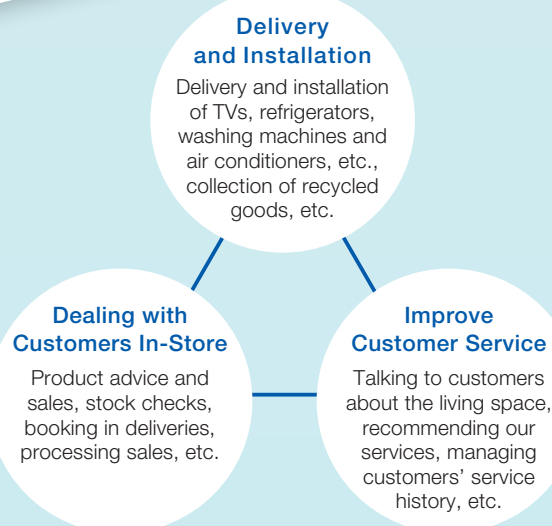 Delivery
and Installation
Delivery and installation
of TVs, refrigerators,
washing machines and
air conditioners, etc.,
collection of recycled
goods, etc.
Dealing with
Customers In-Store
Product advice and
sales, stock checks,
booking in deliveries,
processing sales, etc.
Improve
Customer Service
Talking to customers
about the living space,
recommending our
services, managing
customers’ service
history, etc.